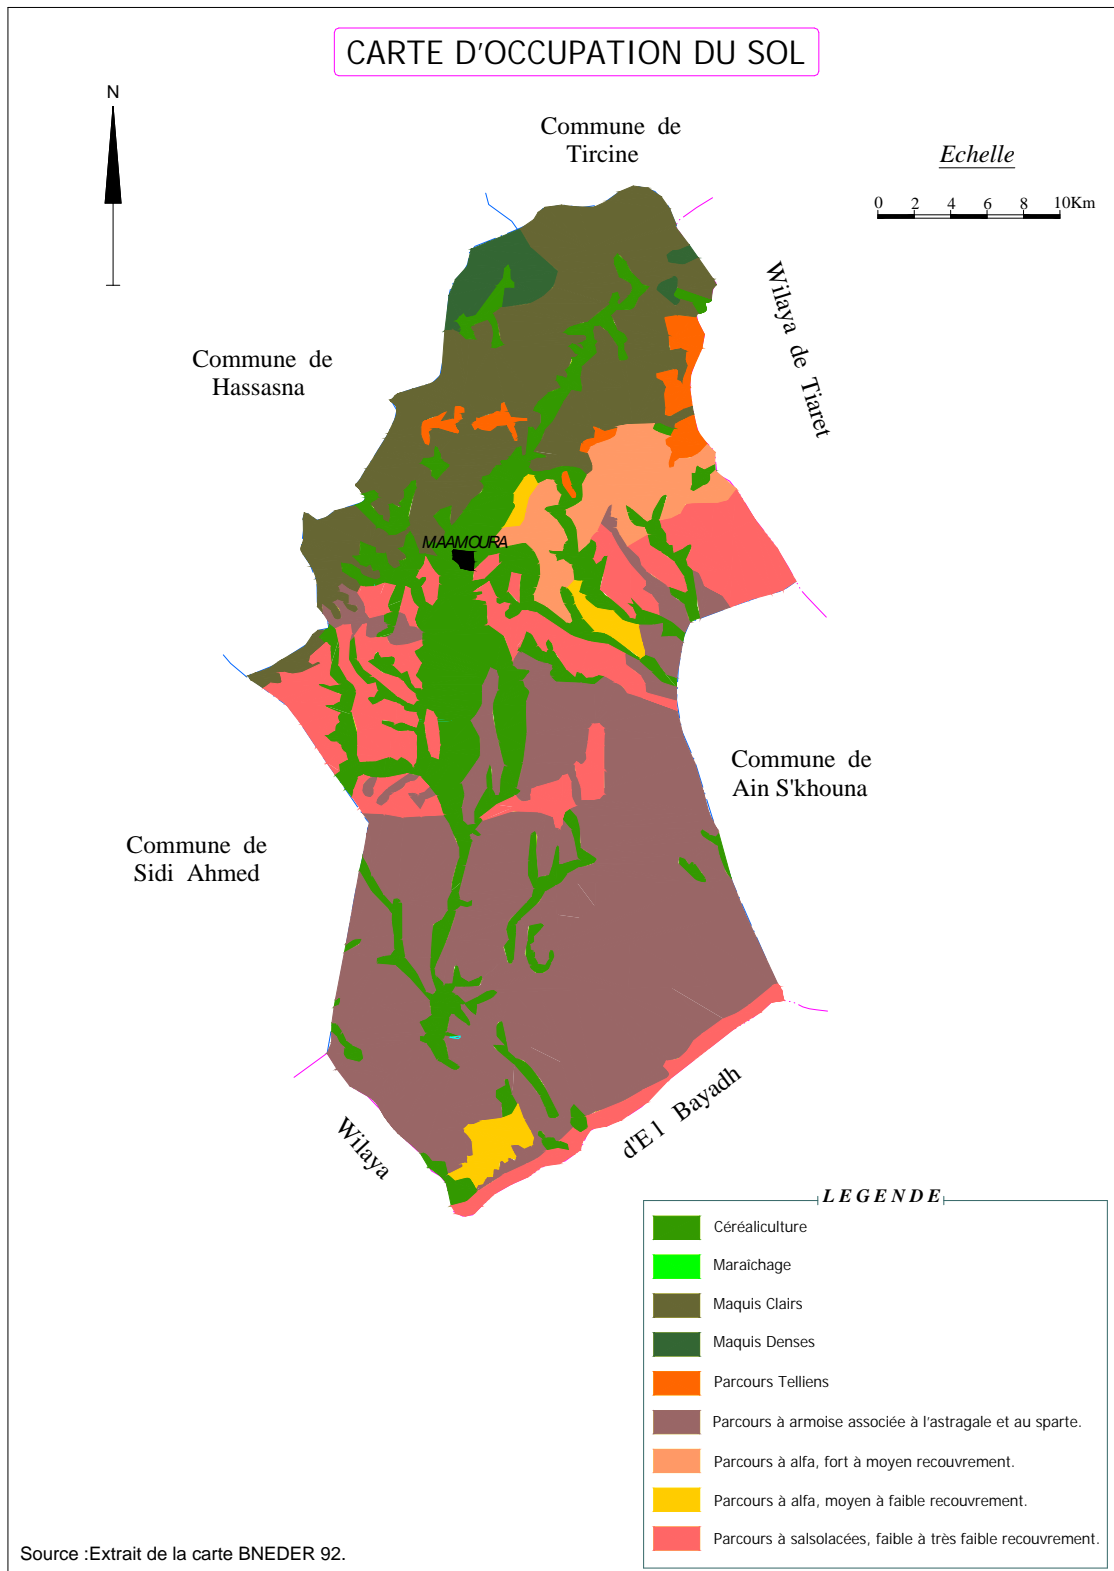 CARTE D'OCCUPATION DU SOL
N
Commune de
Tircine
Echelle
0 2 4 6 8 10Km
Wilaya de Tiaret
Commune de
Hassasna
MAAMOURA
Commune de
Ain S'khouna
Commune de
Sidi Ahmed
Wilaya
d'El Bayadh
LEGENDE
Céréaliculture
Maraîchage
Maquis Clairs
Maquis Denses
Parcours Telliens
Parcours à armoise associée à l'astragale et au sparte.
Parcours à alfa, fort à moyen recouvrement.
Parcours à alfa, moyen à faible recouvrement.
Parcours à salsolacées, faible à très faible recouvrement.
Source :Extrait de la carte BNEDER 92.